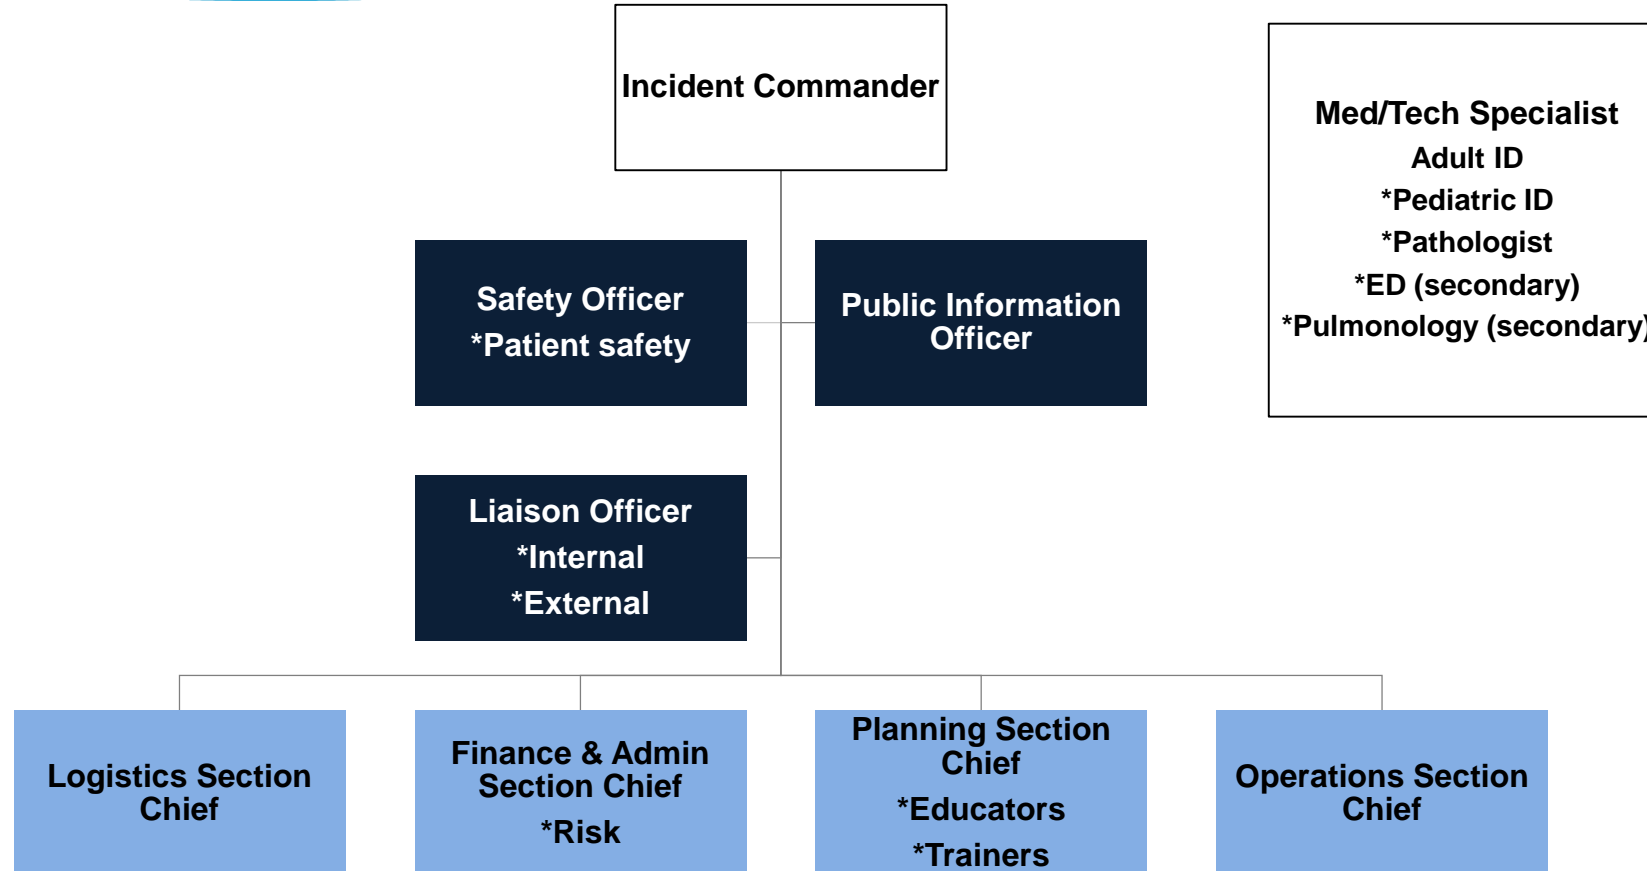 Incident Commander
Med/Tech Specialist
Adult ID
*Pediatric ID
*Pathologist
*ED (secondary)
*Pulmonology (secondary)
Safety Officer
*Patient safety
Public Information
Officer
Liaison Officer
*Internal
*External
Logistics Section
Chief
Finance & Admin
Section Chief
*Risk
Planning Section
Chief
*Educators
*Trainers
Operations Section
Chief